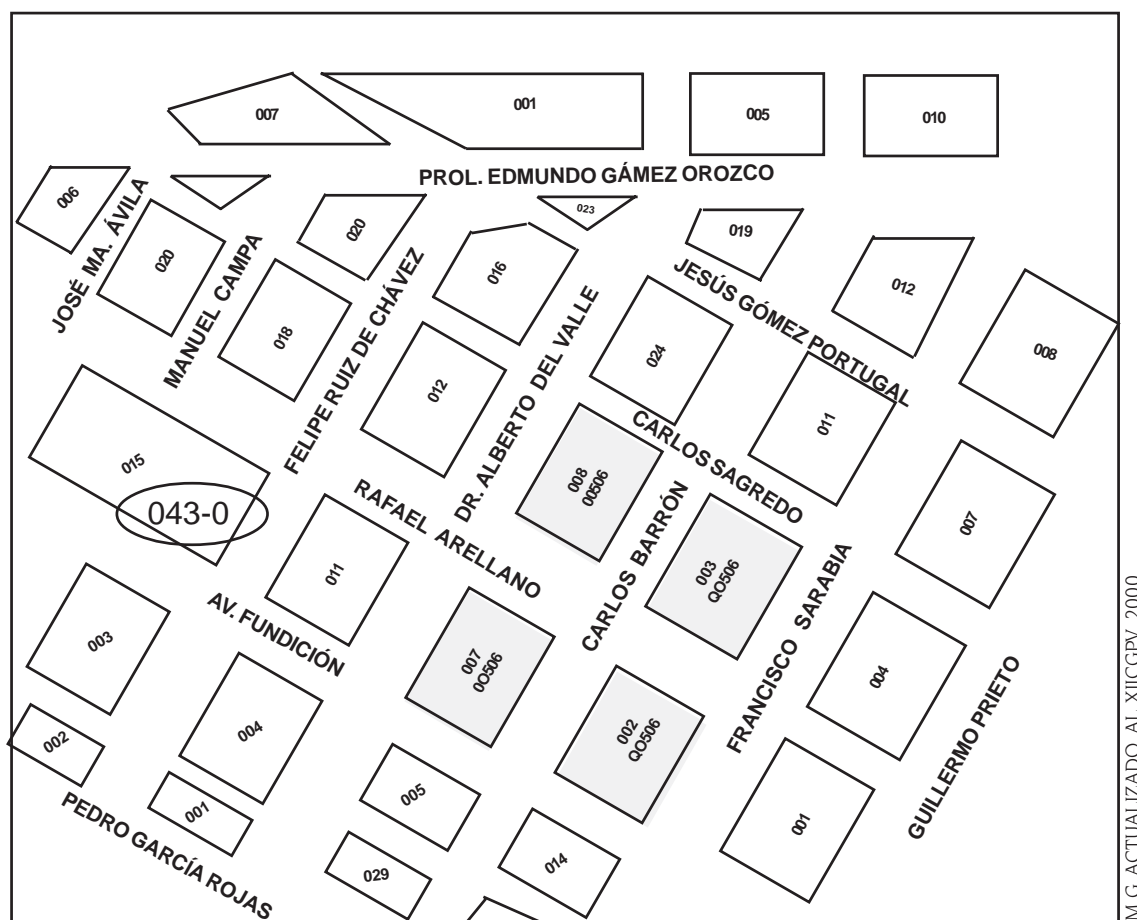 007
001
005
010
PROL. EDMUNDO GÁMEZ OROZCO
006
JOSÉ MA. ÁVILA
020
MANUEL CAMPA
020
018
FELIPE RUIZ DE CHÁVEZ
016
023
019
JESÚS GÓMEZ PORTUGAL
012
008
024
DR. ALBERTO DEL VALLE
012
011
CARLOS SAGREDO
015
043-0
RAFAEL ARELLANO
008
00506
CARLOS BARRÓN
003
QO506
FRANCISCO SARABIA
007
011
AV. FUNDICIÓN
003
007
0O506
004
GUILLERMO PRIETO
002
004
002
QO506
001
PEDRO GARCÍA ROJAS
005
001
029
014
M.G. ACTUALIZADO AL XIICGPV 2000